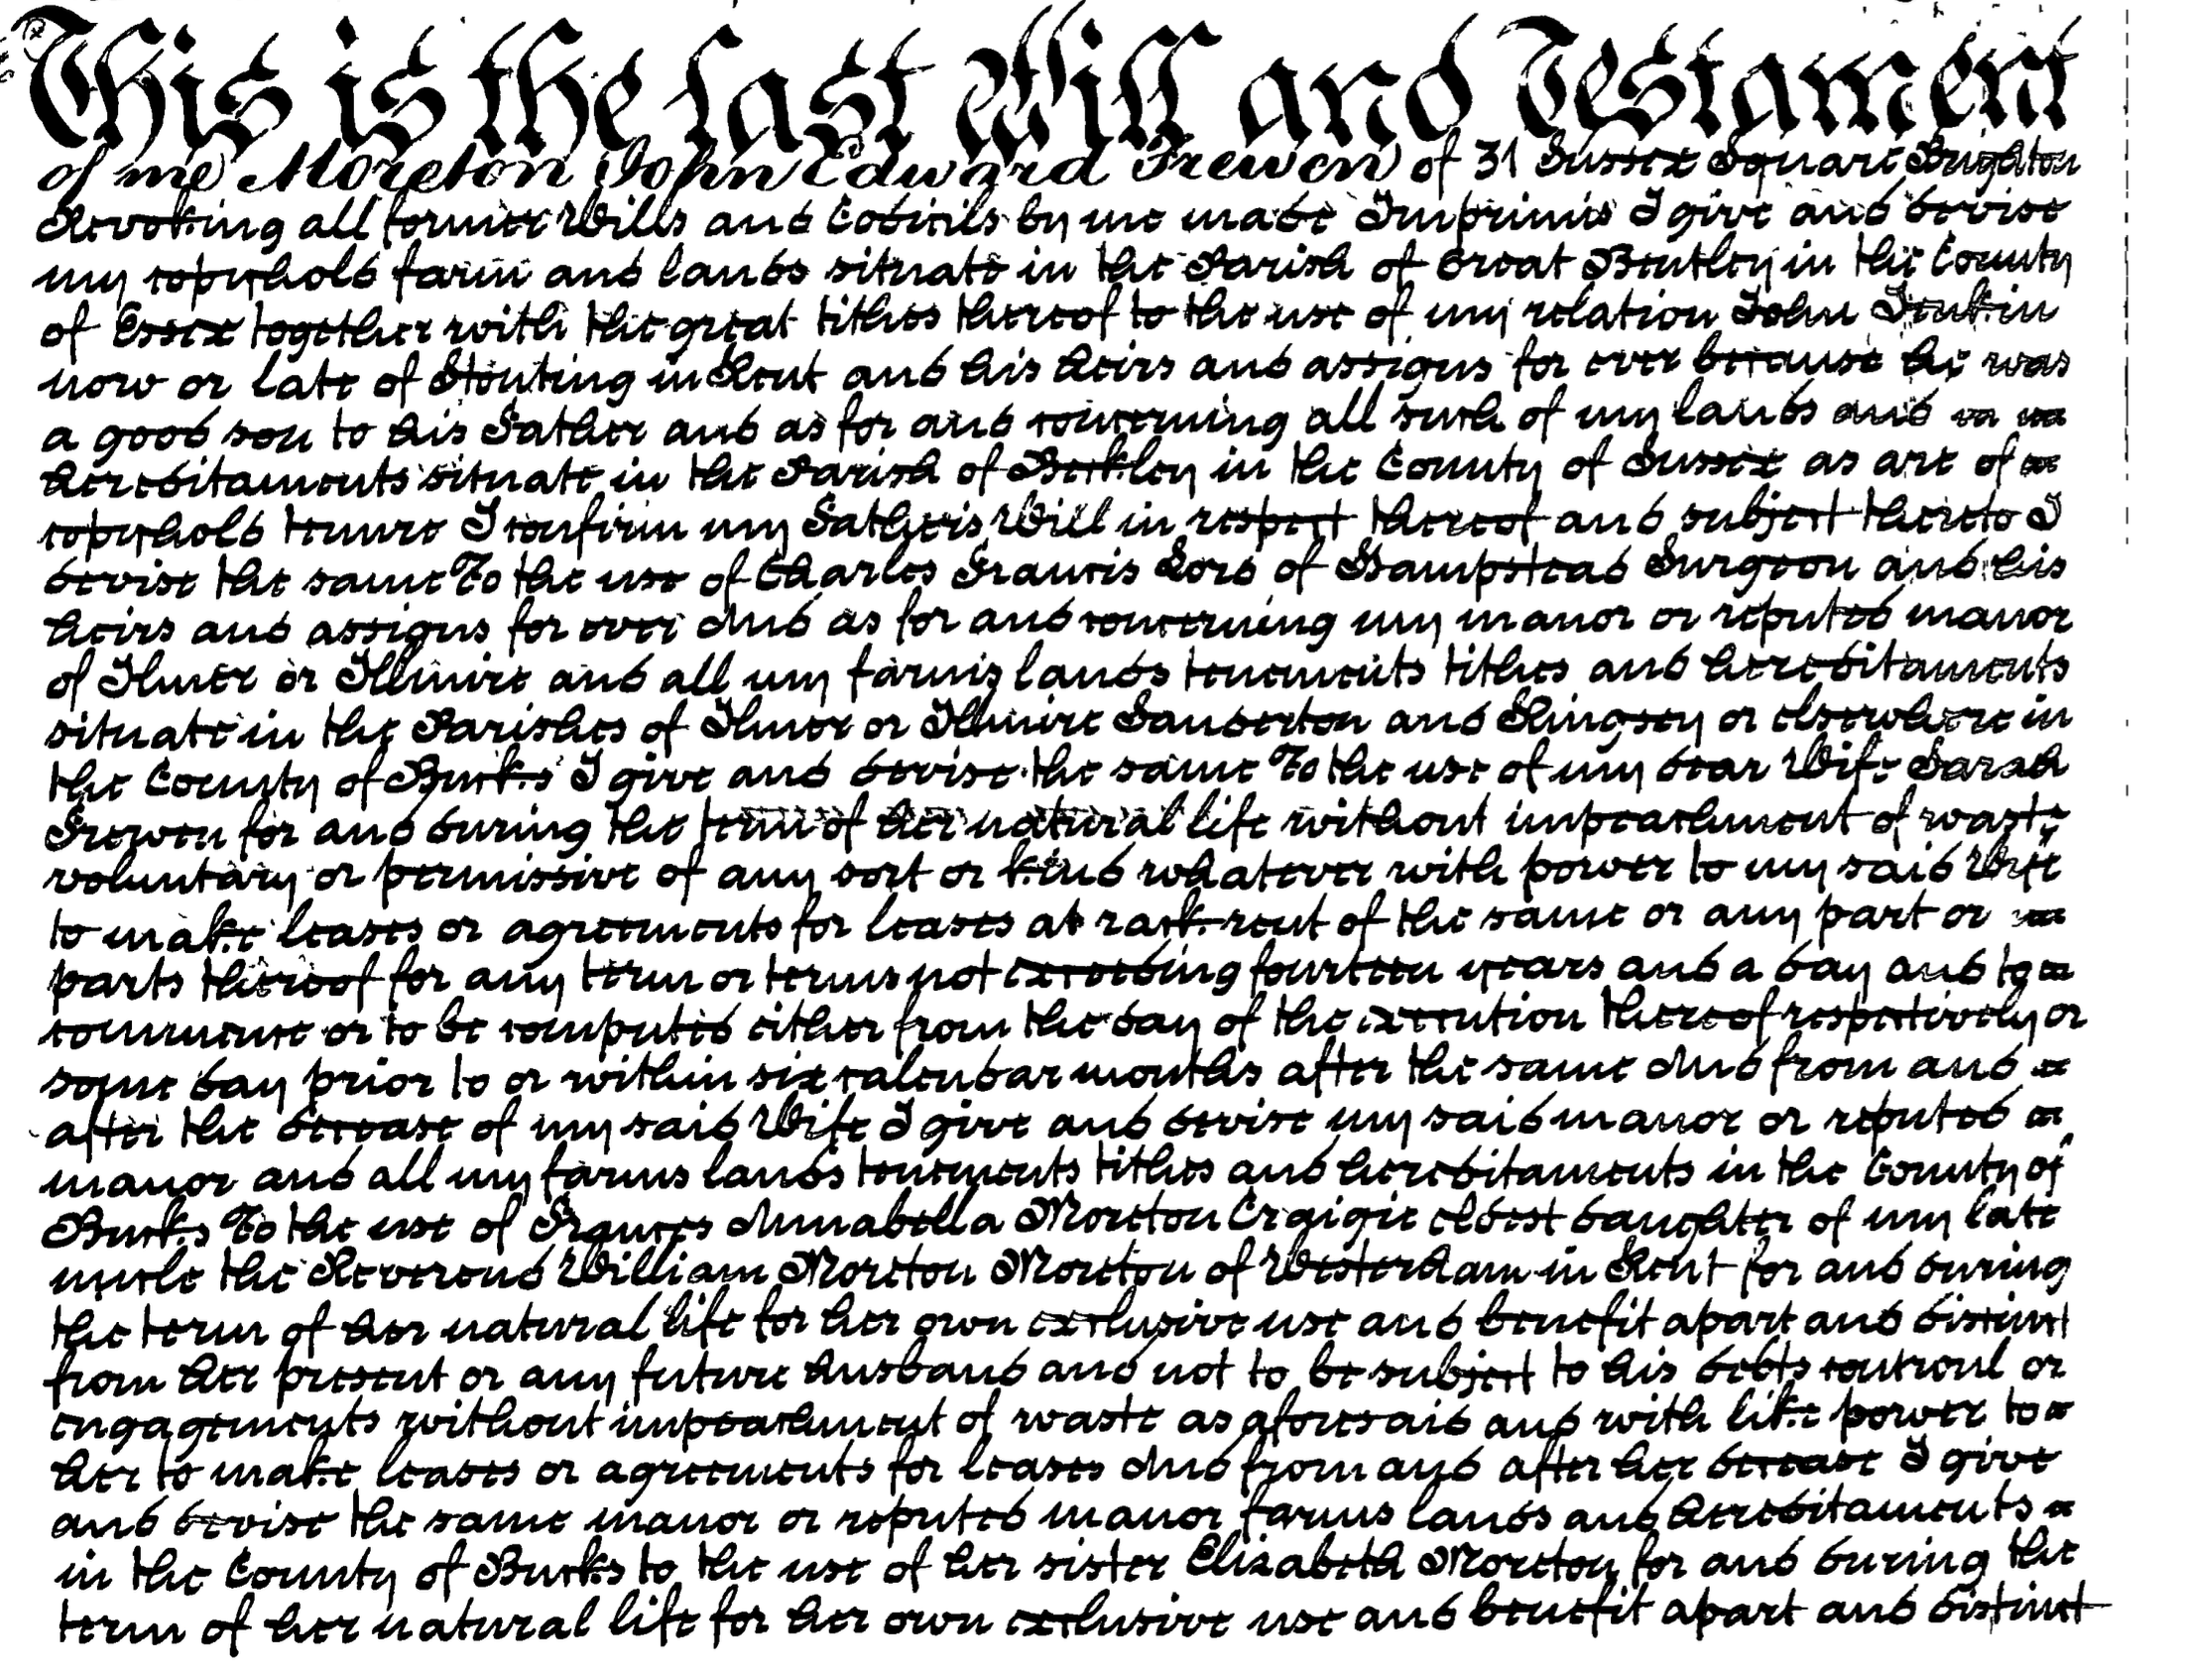 This is the last Will and Testament
of me Moreton John Edward Frewen of 31 Sussex Square Brighton
Revoking all former Wills and Codicils by me made Imprimis I give and devise
my copyhold farm and lands situate in the Parish of Great Bentley in the County
of Essex together with the great tithes thereof to the use of my relation John Jenkin
now or late of Stouting in Kent and his heirs and assigns for ever because he was
a good son to his Father and as for and concerning all such of my lands and
hereditaments situate in the Parish of Beckley in the County of Sussex as are of
copyhold tenure I confirm my Father's Will in respect thereof and subject thereto I
devise the same To the use of Charles Francis Lord of Hampstead Surgeon and his
heirs and assigns for ever And as for and concerning my manor or reputed manor
of Ilmer or Illmire and all my farms lands tenements tithes and hereditaments
situate in the Parishes of Ilmer or Illmire Saunderton and Kingsey or elsewhere in
the County of Bucks I give and devise the same To the use of my dear Wife Sarah
Frewen for and during the term of her natural life without impeachment of waste
voluntary or permissive of any sort or kind whatever with power to my said Wife
to make leases or agreements for leases at rack rent of the same or any part or
parts thereof for any term or terms not exceeding fourteen years and a day and to
commence or to be computed either from the day of the execution thereof respectively or
some day prior to or within six calendar months after the same And from and
after the decease of my said Wife I give and devise my said manor or reputed
manor and all my farms lands tenements tithes and hereditaments in the County of
Bucks To the use of Frances Annabella Moreton Craigie eldest daughter of my late
uncle the Reverend William Moreton Moreton of Westerham in Kent for and during
the term of her natural life for her own exclusive use and benefit apart and distinct
from her present or any future husband and not to be subject to his debts controul or
engagements without impeachment of waste as aforesaid and with like power to
her to make leases or agreements for leases And from and after her decease I give
and devise the same manor or reputed manor farms lands and hereditaments
in the County of Bucks to the use of her sister Elizabeth Moreton for and during the
term of her natural life for her own exclusive use and benefit apart and distinct